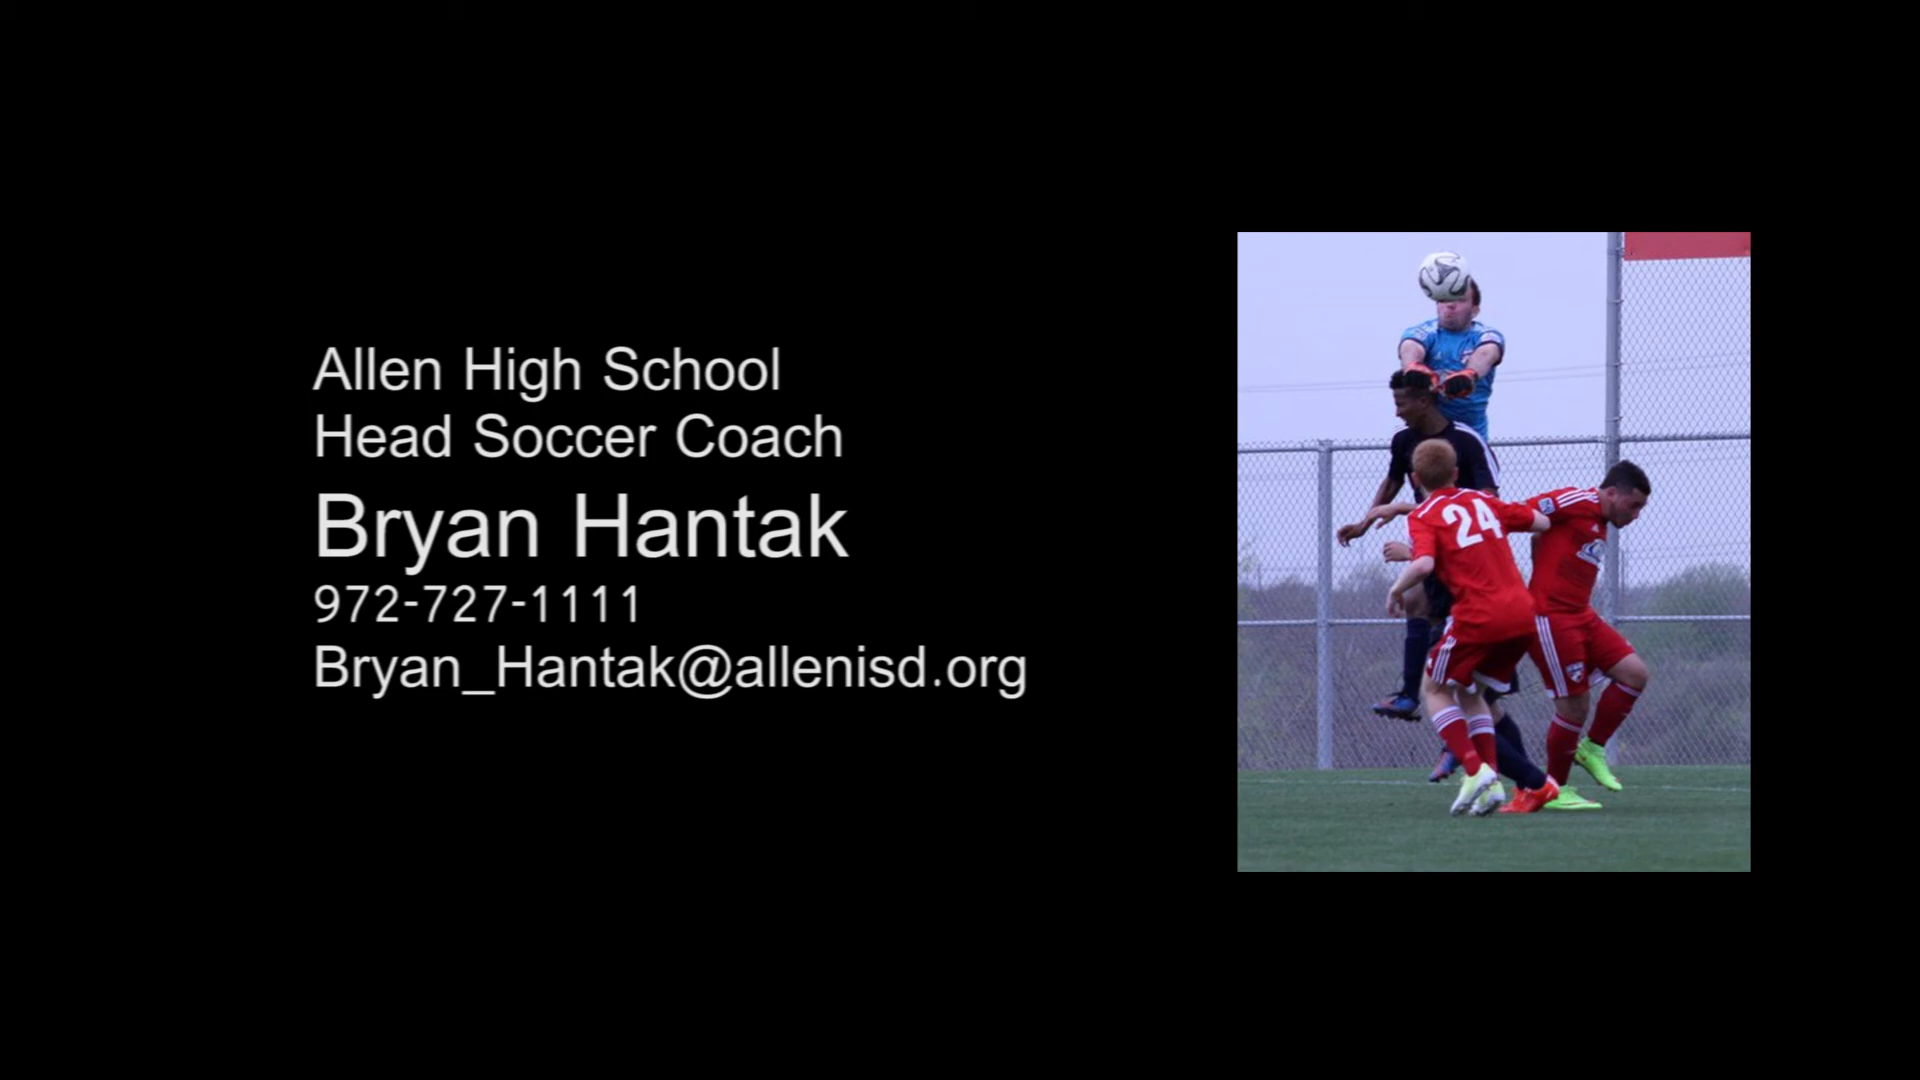 Allen High School
Head Soccer Coach
Bryan Hantak
972-727-1111
Bryan_Hantak@allenisd.org
24